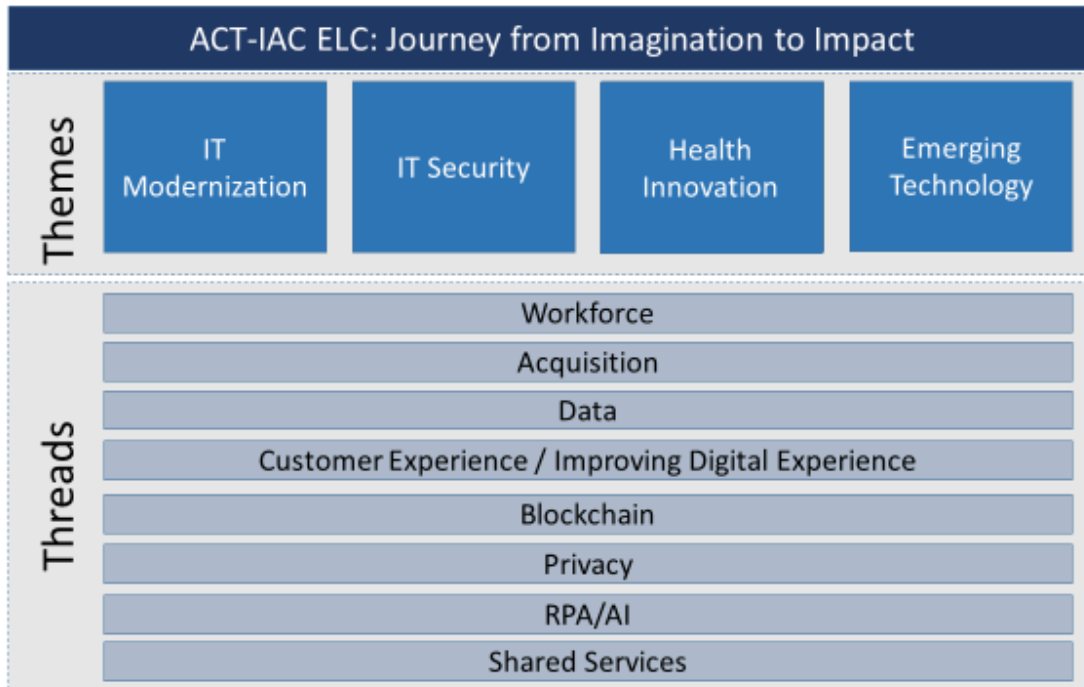 ACT-IAC ELC: Journey from Imagination to Impact
Themes
IT
Modernization
IT Security
Health
Innovation
Emerging
Technology
Threads
Workforce
Acquisition
Data
Customer Experience / Improving Digital Experience
Blockchain
Privacy
RPA/AI
Shared Services